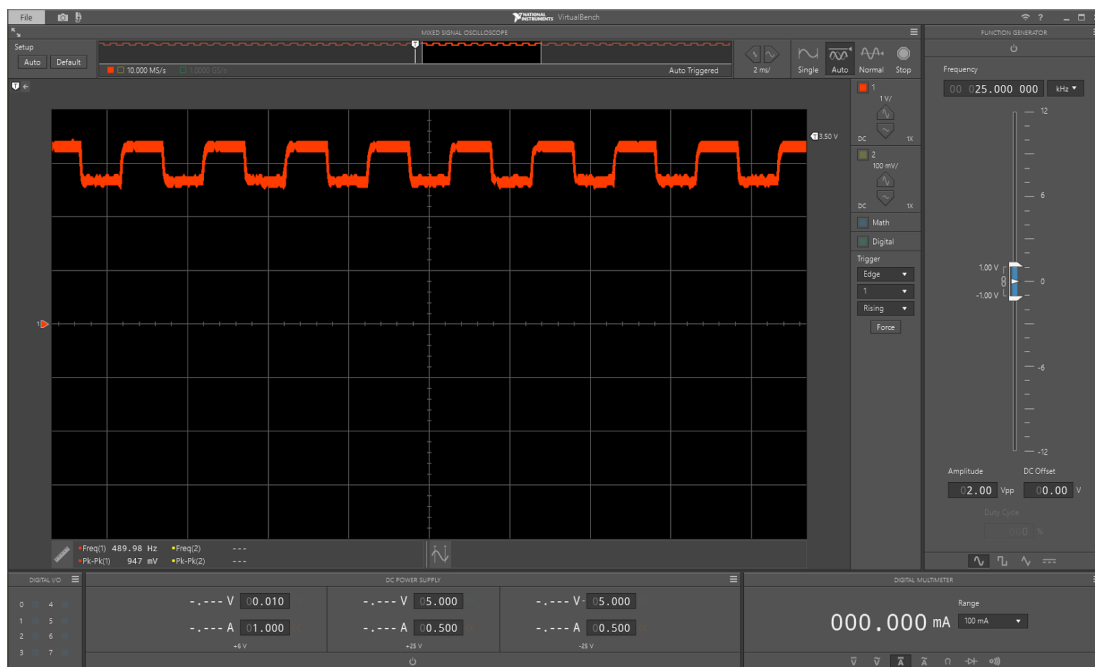 File
NATIONAL INSTRUMENTS VirtualBench
?
MIXED SIGNAL OSCILLOSCOPE
FUNCTION GENERATOR
Setup
Auto Default
T
10.000 MS/s 1.0000 GS/s Auto Triggered
2 ms/
Single Auto Normal Stop
T
T 3.50 V
1
1 V/
DC 1X
2
100 mV/
DC 1X
Math
Digital
Trigger
Edge
1
Rising
Force
1
Frequency
00 025.000 000 kHz
12
6
1.00 V
0
-1.00 V
-6
-12
Amplitude DC Offset
02.00 Vpp 00.00 V
Duty Cycle
%
Freq(1) 489.98 Hz Freq(2) ---
Pk-Pk(1) 947 mV Pk-Pk(2) ---
DIGITAL I/O
0 4
1 5
2 6
3 7
DC POWER SUPPLY
-.--- V 00.010 -.--- V 05.000 -.--- V -05.000
-.--- A 01.000 -.--- A 00.500 -.--- A 00.500
+6 V +25 V -25 V
DIGITAL MULTIMETER
Range
000.000 mA 100 mA
V V A A Ω